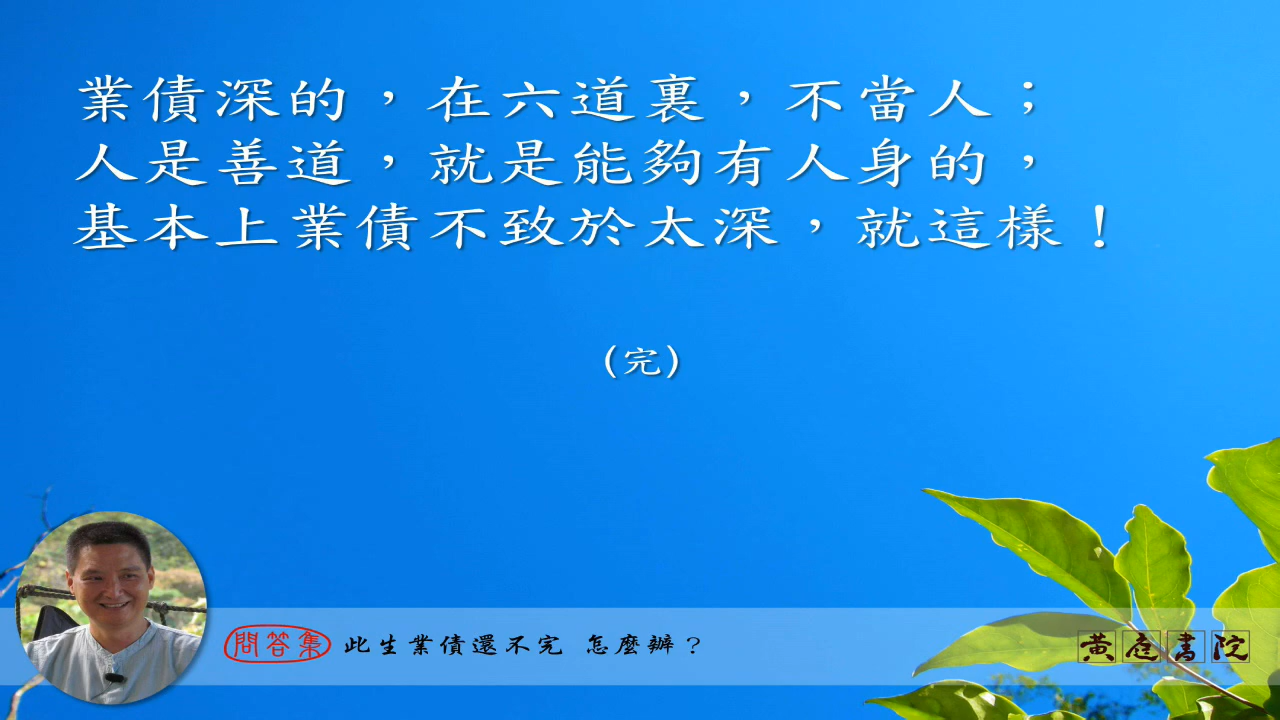 業債深的，在六道裏，不當人；
人是善道，就是能夠有人身的，
基本上業債不致於太深，就這樣！
(完)
問答集 此生業債還不完 怎麼辦？
黃庭書院